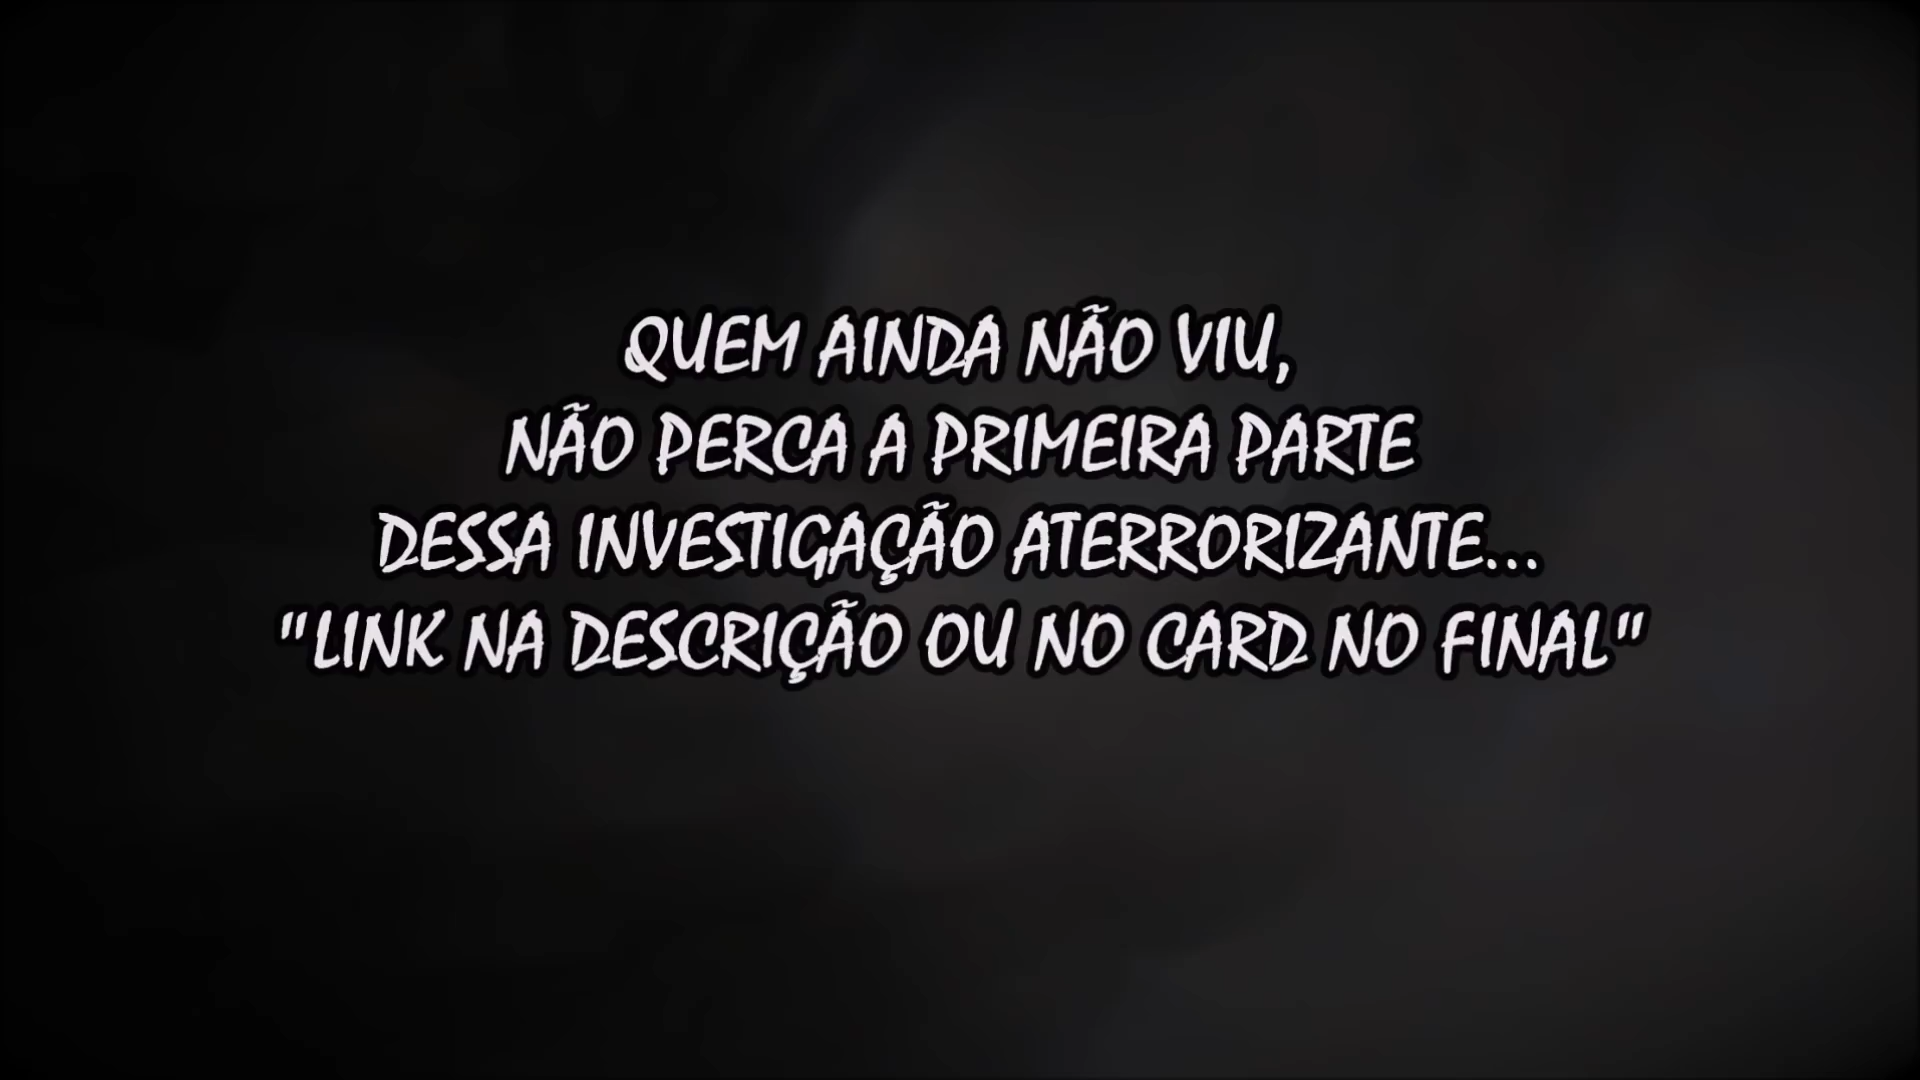 QUEM AINDA NÃO VIU,
NÃO PERCA A PRIMEIRA PARTE
DESSA INVESTIGAÇÃO ATERRORIZANTE...
"LINK NA DESCRIÇÃO OU NO CARD NO FINAL"